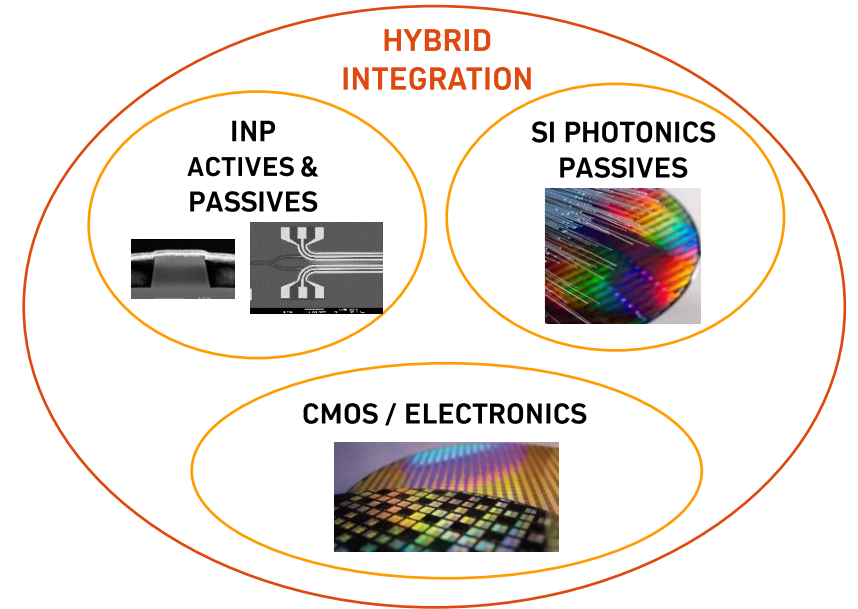 HYBRID
INTEGRATION
INP
ACTIVES &
PASSIVES
SI PHOTONICS
PASSIVES
CMOS / ELECTRONICS